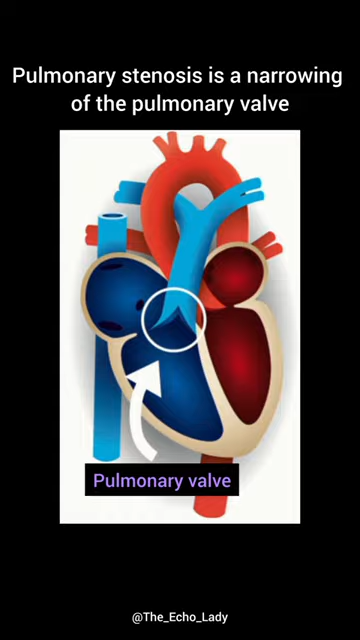 Pulmonary stenosis is a narrowing
of the pulmonary valve
Pulmonary valve
@The_Echo_Lady